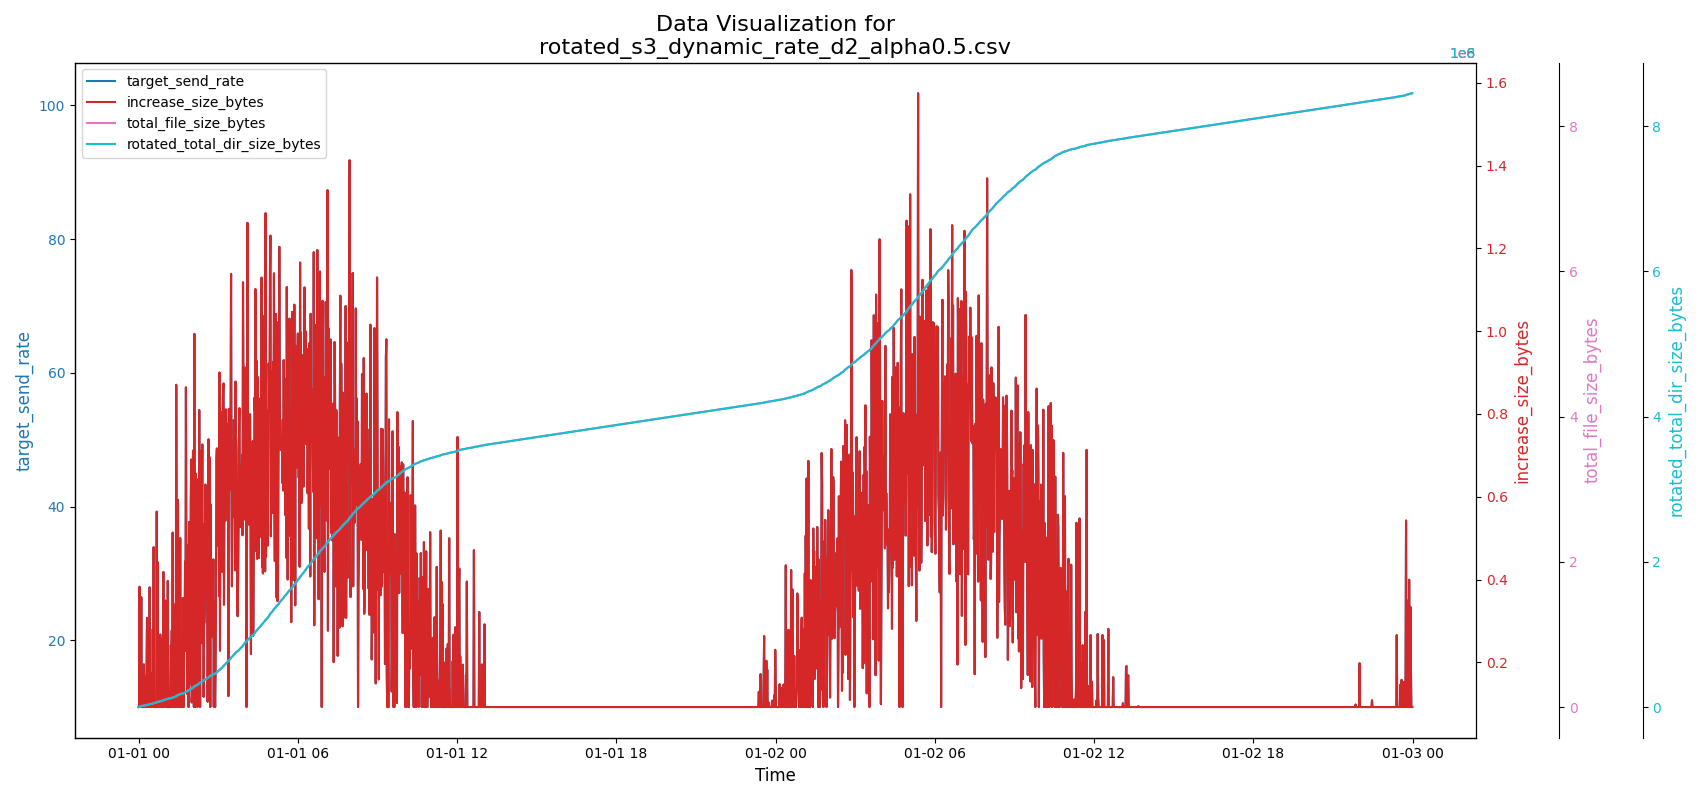 Data Visualization for
rotated_s3_dynamic_rate_d2_alpha0.5.csv
target_send_rate
increase_size_bytes
total_file_size_bytes
rotated_total_dir_size_bytes
100
80
60
40
20
target_send_rate
1.6
1.4
1.2
1.0
0.8
0.6
0.4
0.2
increase_size_bytes
8
6
4
2
0
total_file_size_bytes
8
6
4
2
0
rotated_total_dir_size_bytes
01-01 00
01-01 06
01-01 12
01-01 18
01-02 00
01-02 06
01-02 12
01-02 18
01-03 00
Time